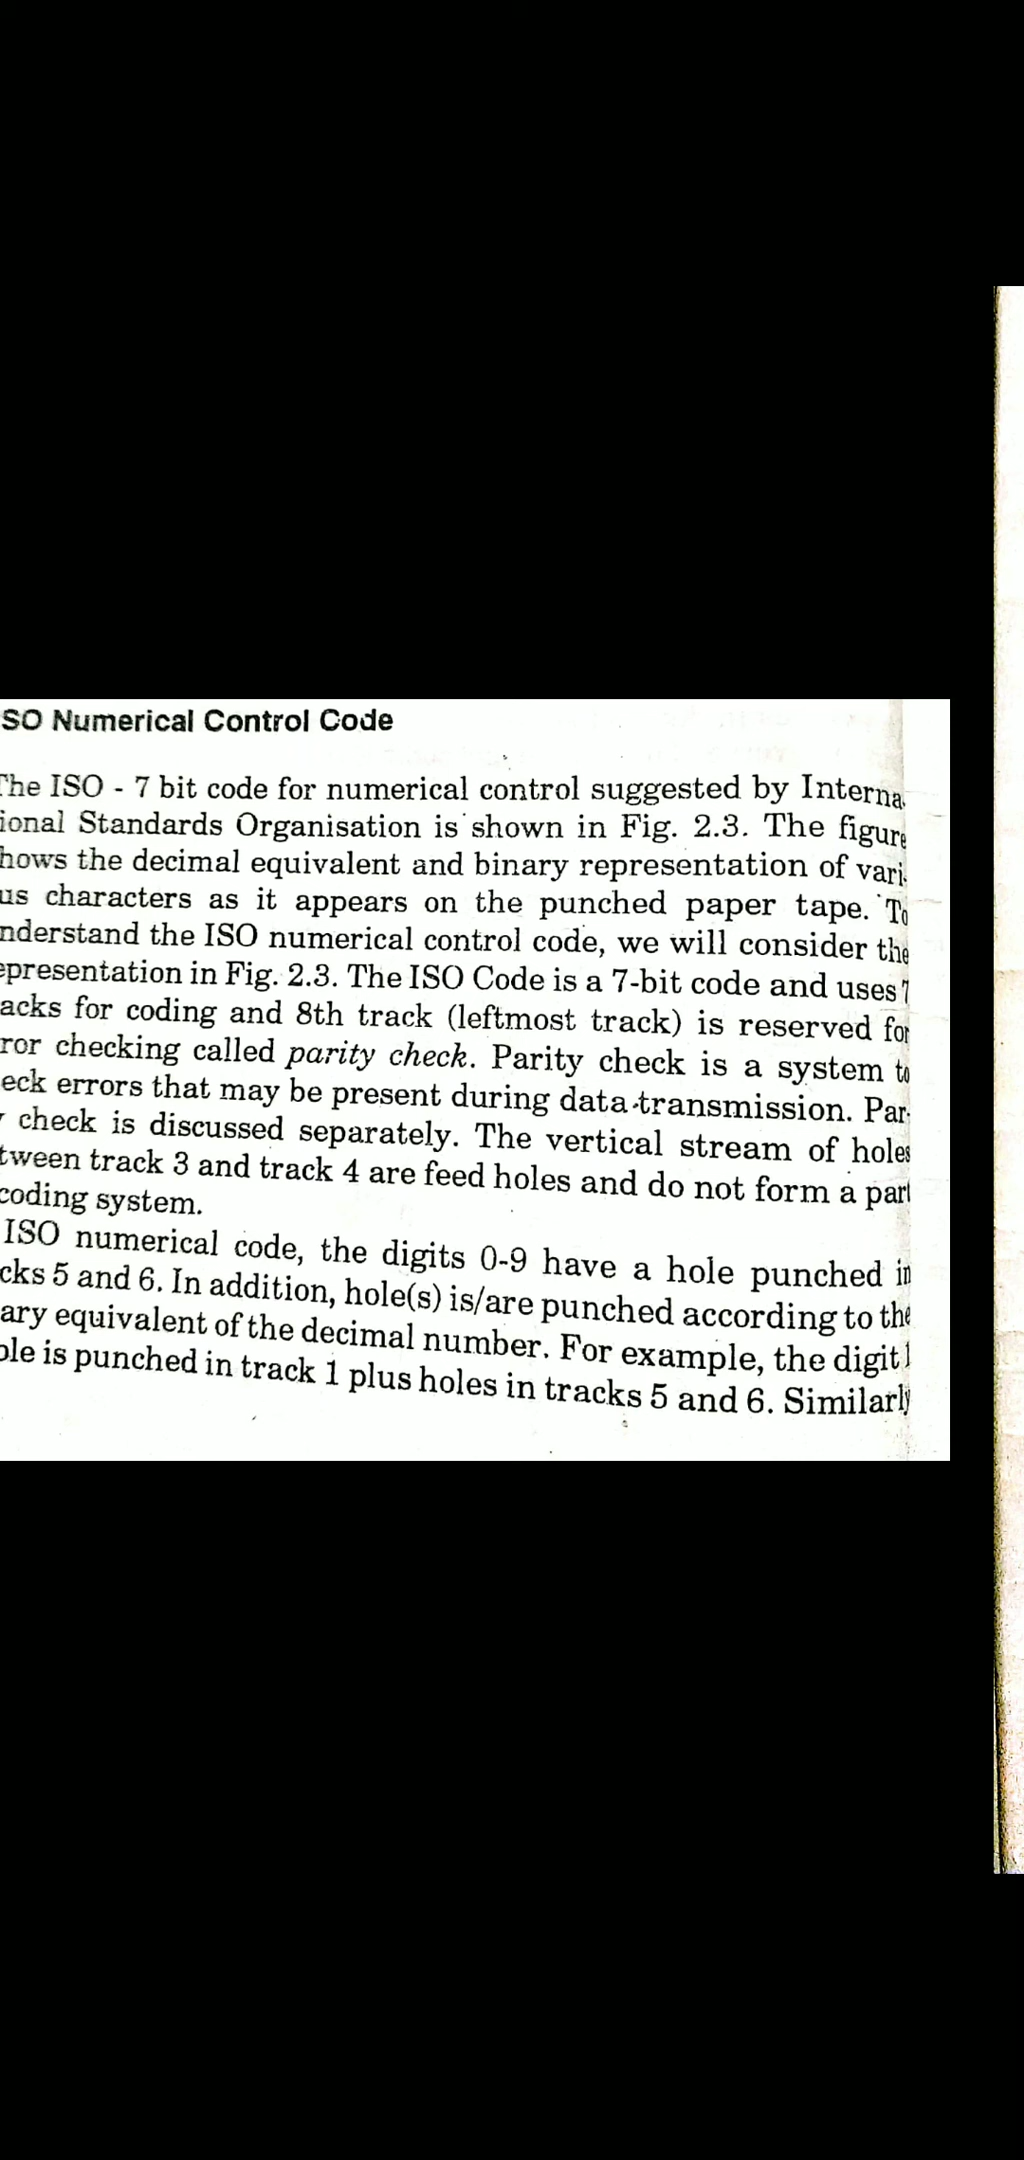 SO Numerical Control Code
The ISO - 7 bit code for numerical control suggested by Interna-
ional Standards Organisation is shown in Fig. 2.3. The figure
hows the decimal equivalent and binary representation of vari-
us characters as it appears on the punched paper tape. To
nderstand the ISO numerical control code, we will consider the
epresentation in Fig. 2.3. The ISO Code is a 7-bit code and uses 7
acks for coding and 8th track (leftmost track) is reserved for
ror checking called parity check. Parity check is a system to
eck errors that may be present during data transmission. Par-
check is discussed separately. The vertical stream of holes
tween track 3 and track 4 are feed holes and do not form a part
coding system.
ISO numerical code, the digits 0-9 have a hole punched in
cks 5 and 6. In addition, hole(s) is/are punched according to the
ary equivalent of the decimal number. For example, the digit 1
ole is punched in track 1 plus holes in tracks 5 and 6. Similarly